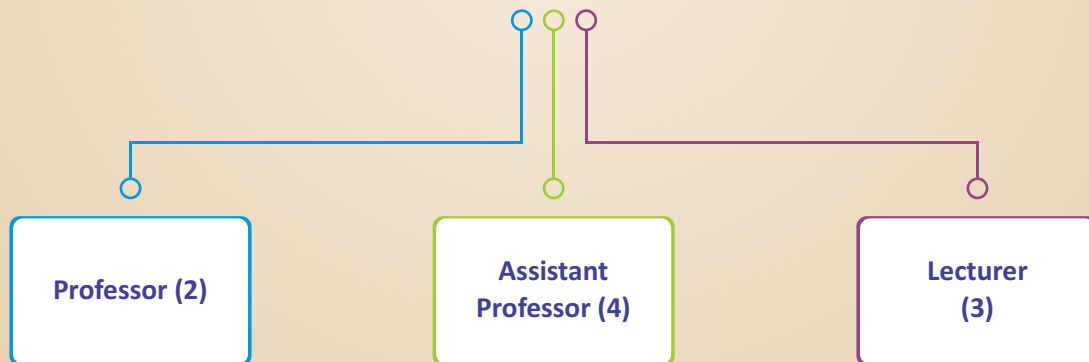 Professor (2)
Assistant
Professor (4)
Lecturer
(3)